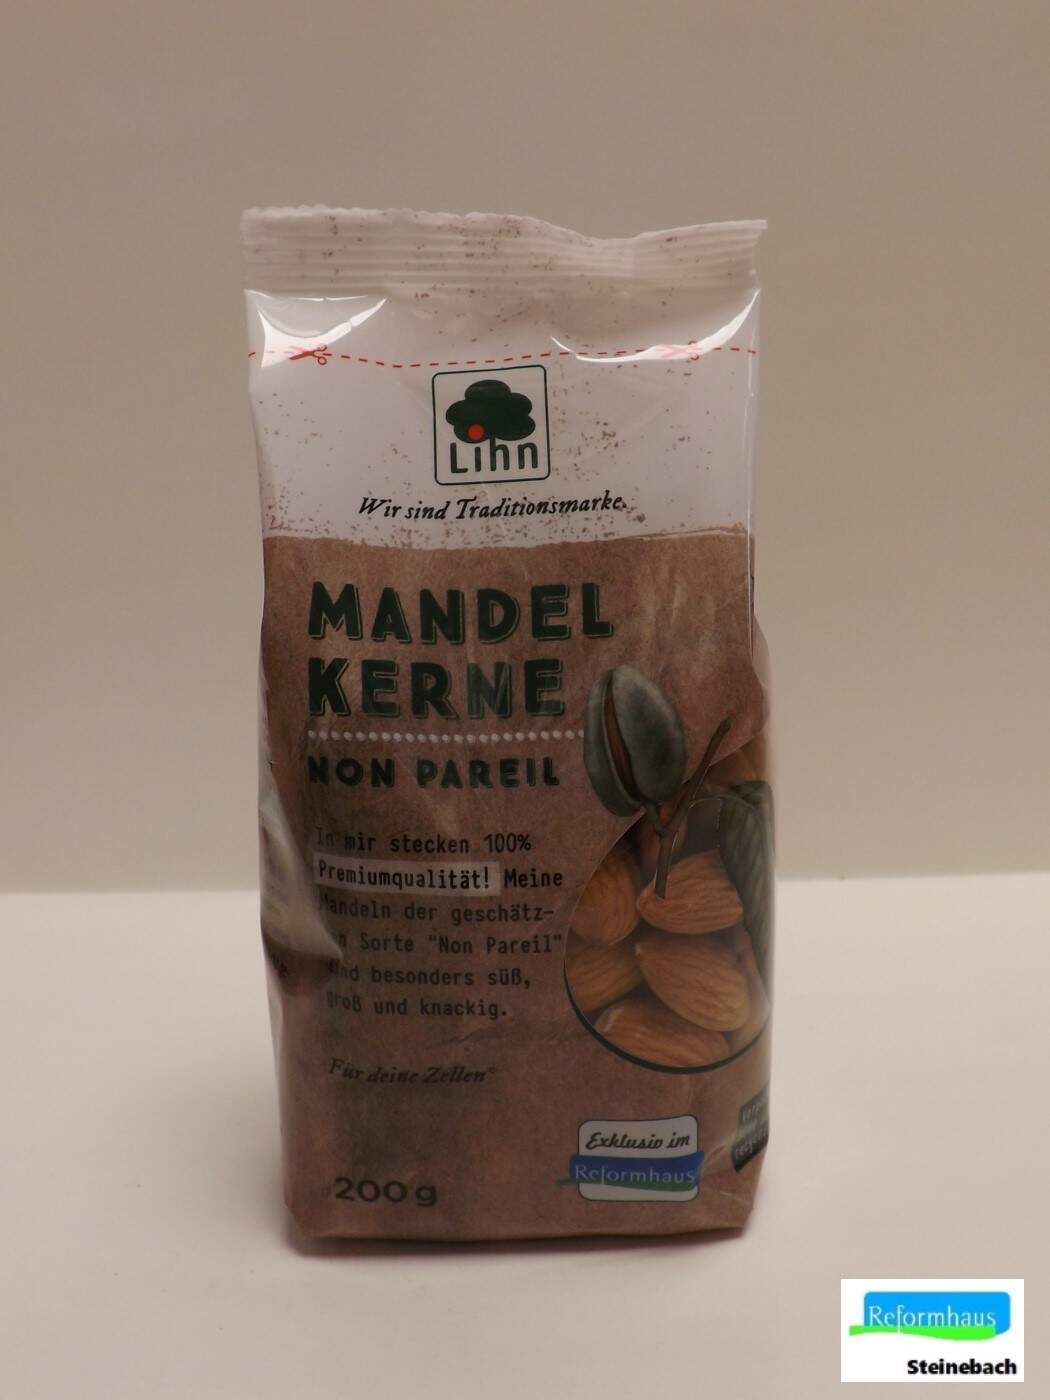 Lihn
Wir sind Traditionsmarke.
MANDEL
KERNE
NON PAREIL
In mir stecken 100%
Premiumqualität! Meine
Mandeln der geschätz-
Sorte "Non Pareil"
besonders süß,
groß und knackig.
Für deine Zellen*
Exklusiv im
Reformhaus
200g
Reformhaus
Steinebach